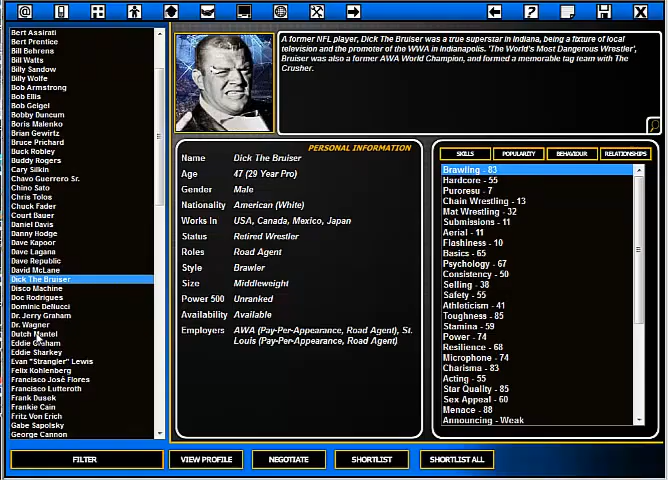 Bert Assirati
Bert Prentice
Bill Behrens
Bill Watts
Billy Sandow
Billy Wolfe
Bob Armstrong
Bob Ellis
Bob Geigel
Bobby Duncum
Boris Malenko
Brian Gewirtz
Bruce Prichard
Buck Robley
Buddy Rogers
Cary Silkin
Chavo Guerrero Sr.
Chino Sato
Chris Tolos
Chuck Fader
Court Bauer
Daniel Davis
Danny Hodge
Dave Kapoor
Dave Lagana
Dave Republic
David McLane
Dick The Bruiser
Disco Machine
Doc Rodrigues
Dominic DeNucci
Dr. Jerry Graham
Dr. Wagner
Dutch Mantel
Eddie Graham
Eddie Sharkey
Evan "Strangler" Lewis
Felix Kohlenberg
Francisco José Flores
Francisco Lutteroth
Frank Dusek
Frankie Cain
Fritz Von Erich
Gabe Sapolsky
George Cannon
A former NFL player, Dick The Bruiser was a true superstar in Indiana, being a fixture of local
television and the promoter of the WWA in Indianapolis. 'The World's Most Dangerous Wrestler',
Bruiser was also a former AWA World Champion, and formed a memorable tag team with The
Crusher.
PERSONAL INFORMATION
Name Dick The Bruiser
Age 47 (29 Year Pro)
Gender Male
Nationality American (White)
Works In USA, Canada, Mexico, Japan
Status Retired Wrestler
Roles Road Agent
Style Brawler
Size Middleweight
Power 500 Unranked
Availability Available
Employers AWA (Pay-Per-Appearance, Road Agent), St.
Louis (Pay-Per-Appearance, Road Agent)
SKILLS POPULARITY BEHAVIOUR RELATIONSHIPS
Brawling - 83
Hardcore - 55
Puroresu - 7
Chain Wrestling - 13
Mat Wrestling - 32
Submissions - 11
Aerial - 11
Flashiness - 10
Basics - 65
Psychology - 67
Consistency - 50
Selling - 38
Safety - 55
Athleticism - 41
Toughness - 85
Stamina - 59
Power - 74
Resilience - 68
Microphone - 74
Charisma - 83
Acting - 55
Star Quality - 85
Sex Appeal - 60
Menace - 88
Announcing - Weak
FILTER VIEW PROFILE NEGOTIATE SHORTLIST SHORTLIST ALL